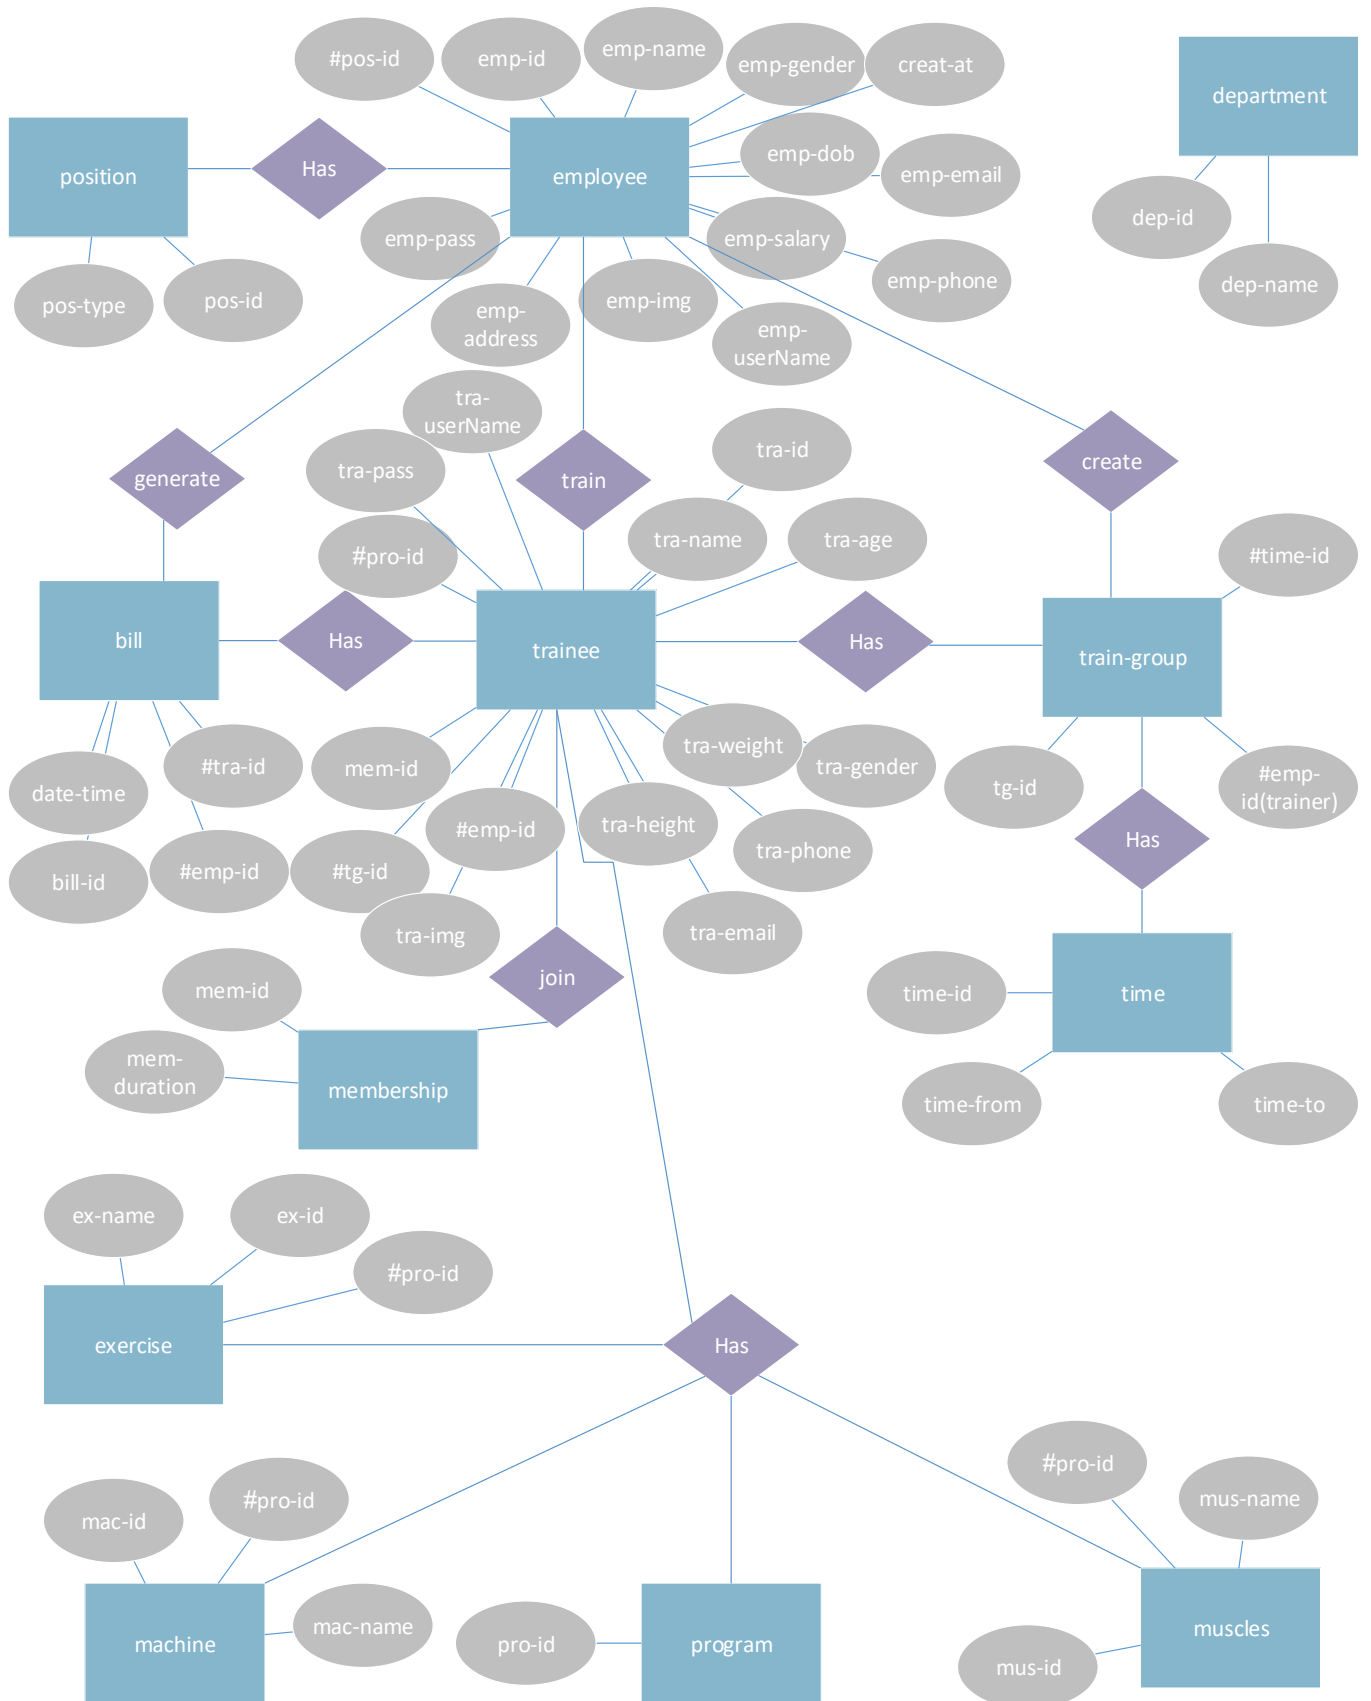 #pos-id
emp-id
emp-name
emp-gender
creat-at
department
position
Has
employee
emp-dob
emp-email
dep-id
emp-pass
emp-salary
emp-phone
dep-name
pos-type
pos-id
emp-
address
emp-img
emp-
userName
tra-
userName
tra-pass
generate
train
tra-id
create
#pro-id
tra-name
tra-age
#time-id
bill
Has
trainee
Has
train-group
date-time
#tra-id
mem-id
tra-weight
tra-gender
tg-id
#emp-
id(trainer)
bill-id
#emp-id
#tg-id
#emp-id
tra-height
tra-phone
Has
tra-img
tra-email
mem-id
join
time-id
time
mem-
duration
membership
time-from
time-to
ex-name
ex-id
#pro-id
exercise
Has
mac-id
#pro-id
#pro-id
mus-name
machine
mac-name
pro-id
program
mus-id
muscles